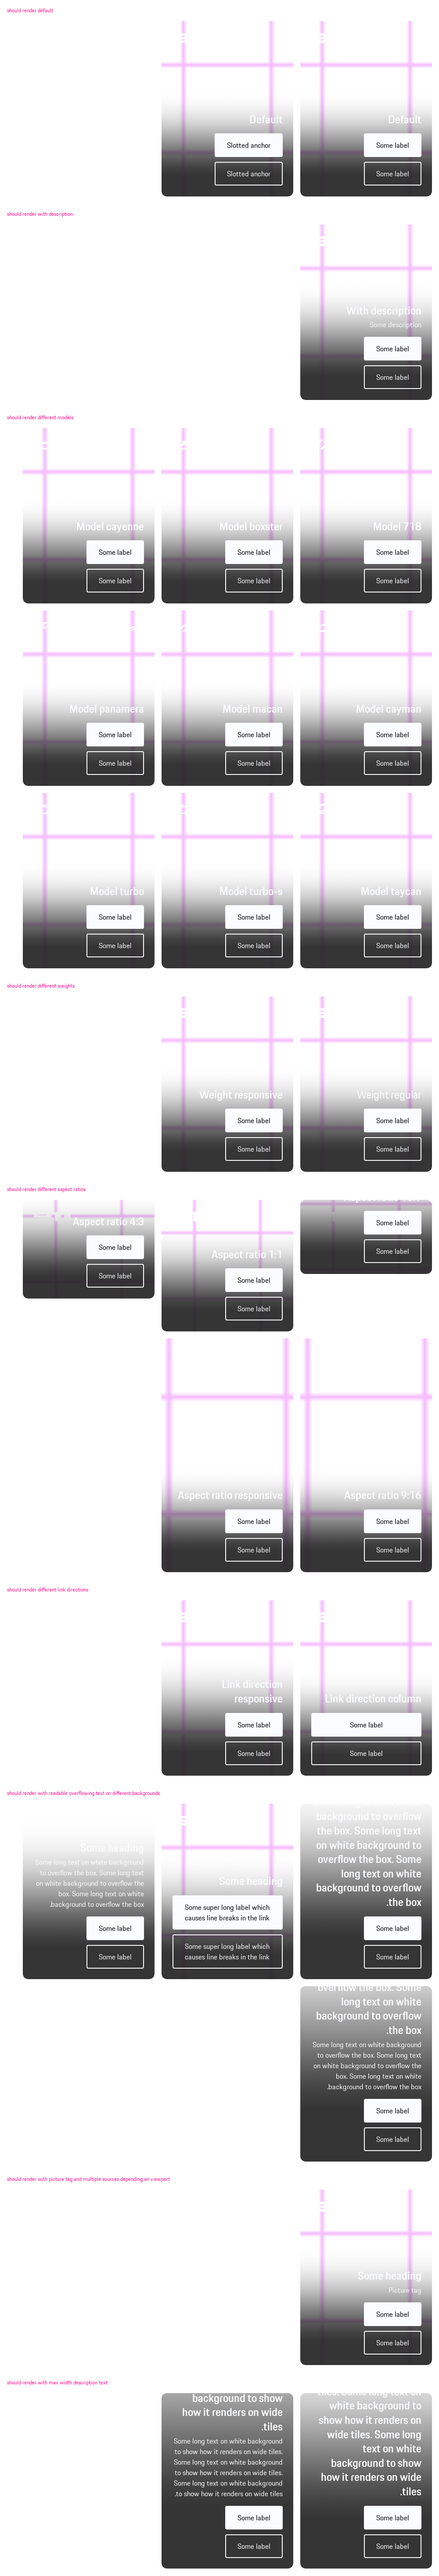 should render default
Default
Some label
Some label
Default
Slotted anchor
Slotted anchor
should render with description
With description
Some description
Some label
Some label
should render different models
Model 718
Some label
Some label
Model boxster
Some label
Some label
Model cayenne
Some label
Some label
Model cayman
Some label
Some label
Model macan
Some label
Some label
Model panamera
Some label
Some label
Model taycan
Some label
Some label
Model turbo-s
Some label
Some label
Model turbo
Some label
Some label
should render different weights
Weight regular
Some label
Some label
Weight responsive
Some label
Some label
should render different aspect ratios
Some label
Some label
Aspect ratio 1:1
Some label
Some label
Aspect ratio 4:3
Some label
Some label
Aspect ratio 9:16
Some label
Some label
Aspect ratio responsive
Some label
Some label
should render different link directions
Link direction column
Some label
Some label
Link direction
responsive
Some label
Some label
should render with readable overflowing text on different backgrounds
background to overflow
the box. Some long text
on white background to
overflow the box. Some
long text on white
background to overflow
.the box
Some label
Some label
Some heading
Some super long label which
causes line breaks in the link
Some super long label which
causes line breaks in the link
Some heading
Some long text on white background
to overflow the box. Some long text
on white background to overflow the
box. Some long text on white
.background to overflow the box
Some label
Some label
overflow the box. Some
long text on white
background to overflow
.the box
Some long text on white background
to overflow the box. Some long text
on white background to overflow the
box. Some long text on white
.background to overflow the box
Some label
Some label
should render with picture tag and multiple sources depending on viewport
Some heading
Picture tag
Some label
Some label
should render with max width description text
tiles. Some long text on
white background to
show how it renders on
wide tiles. Some long
text on white
background to show
how it renders on wide
.tiles
Some label
Some label
background to show
how it renders on wide
.tiles
Some long text on white background
to show how it renders on wide tiles.
Some long text on white background
to show how it renders on wide tiles.
Some long text on white background
.to show how it renders on wide tiles
Some label
Some label